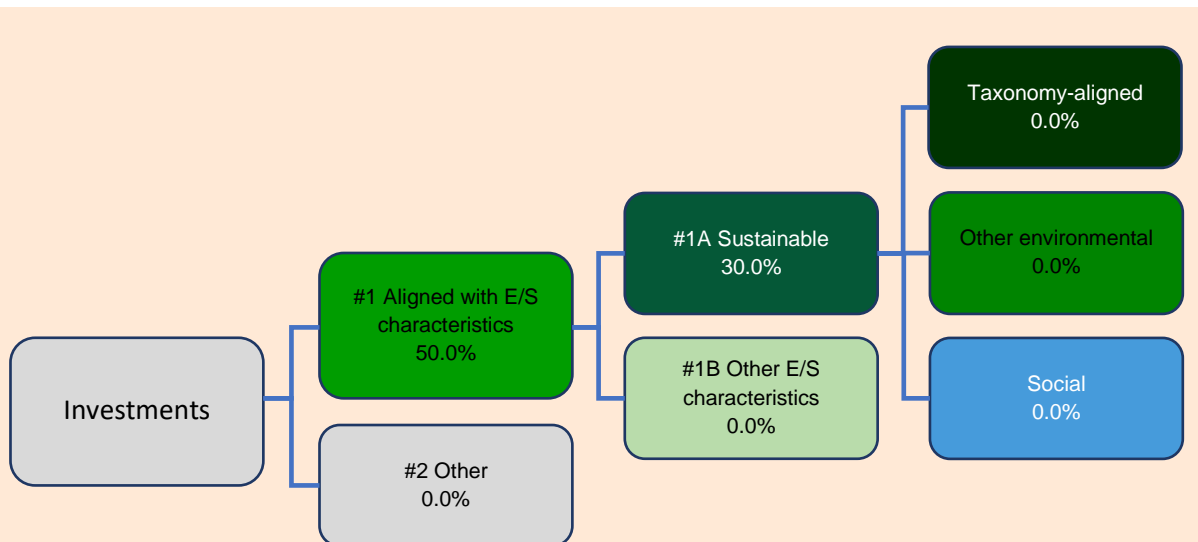 Investments
#1 Aligned with E/S
characteristics
50.0%
#2 Other
0.0%
#1A Sustainable
30.0%
#1B Other E/S
characteristics
0.0%
Taxonomy-aligned
0.0%
Other environmental
0.0%
Social
0.0%